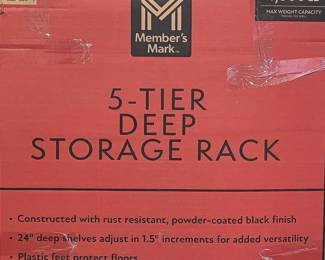 Member's
Mark™
MAX WEIGHT CAPACITY
5-TIER
DEEP
STORAGE RACK
• Constructed with rust resistant, powder-coated black finish
• 24" deep shelves adjust in 1.5" increments for added versatility
• Plastic feet protect floors